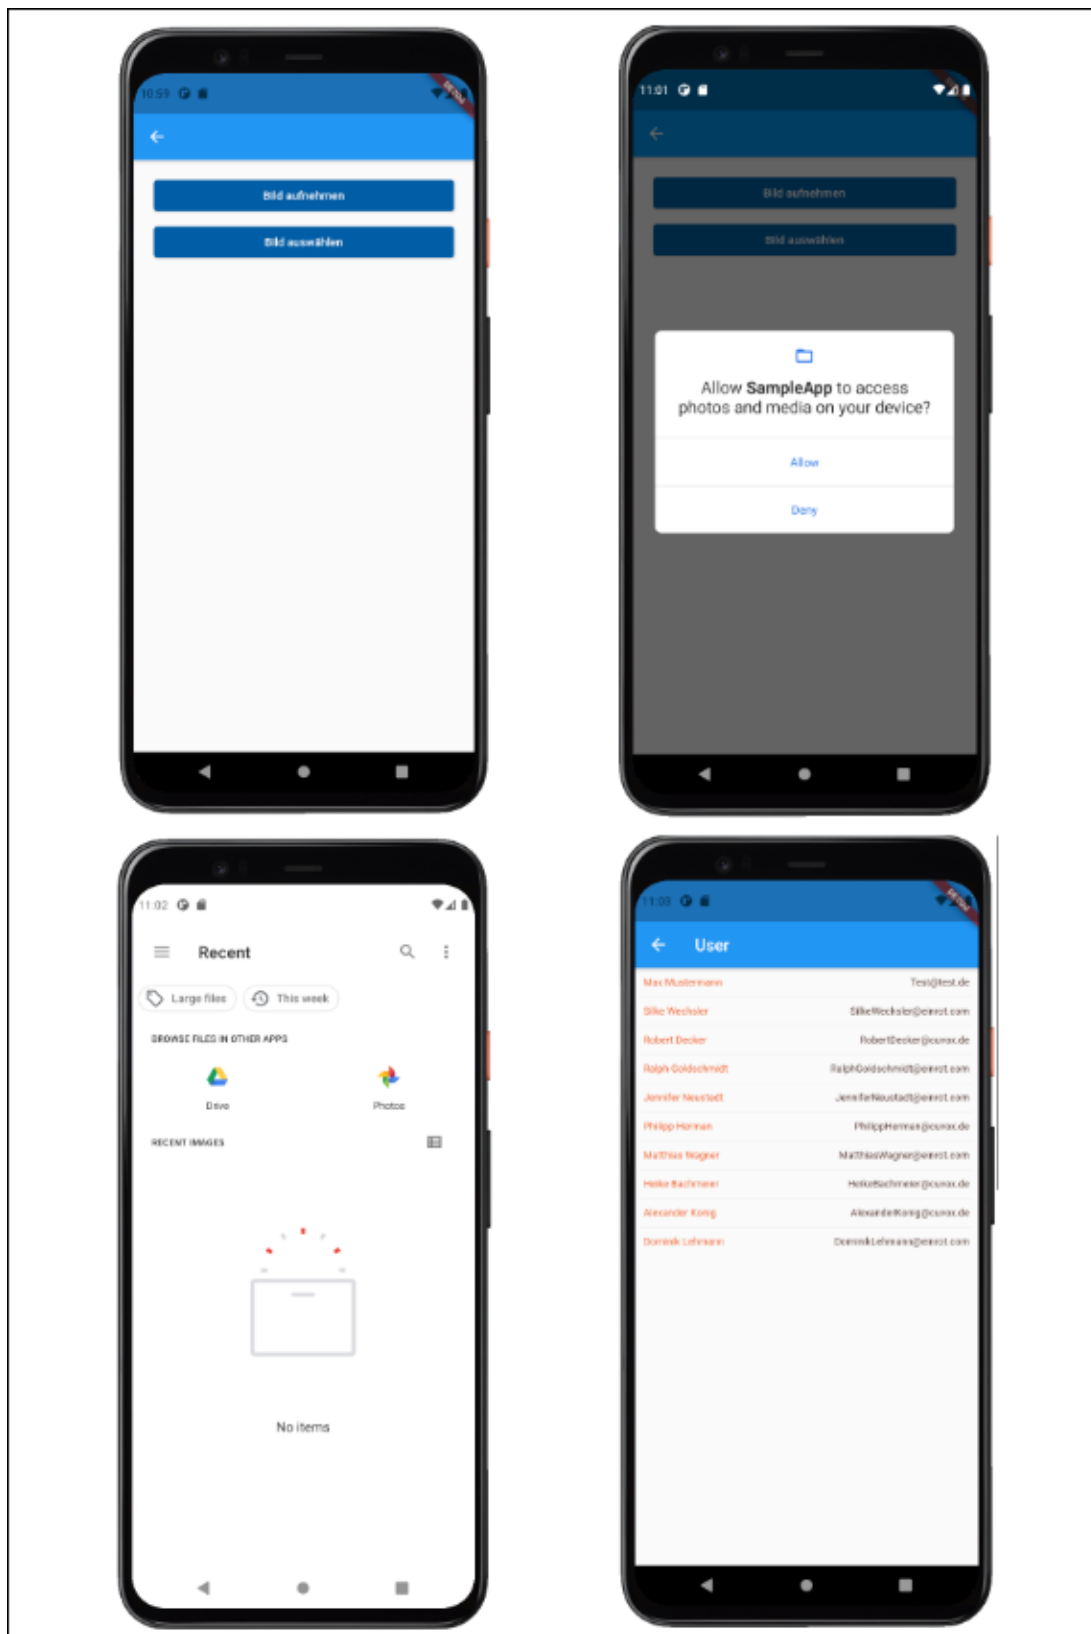 10:59
DEBUG
Bild aufnehmen
Bild auswählen
11:01
Bild aufnehmen
Bild auswählen
Allow SampleApp to access
photos and media on your device?
Allow
Deny
11:02
Recent
Large files
This week
BROWSE FILES IN OTHER APPS
Drive
Photos
RECENT IMAGES
No items
11:03
DEBUG
User
Max Mustermann Test@test.de
Silke Wechsler SilkeWechsler@einrot.com
Robert Decker RobertDecker@cuvox.de
Ralph Goldschmidt RalphGoldschmidt@einrot.com
Jennifer Neustadt JenniferNeustadt@einrot.com
Philipp Herman PhilippHerman@cuvox.de
Matthias Wagner MatthiasWagner@einrot.com
Heike Bachmeier HeikeBachmeier@cuvox.de
Alexander Konig AlexanderKonig@cuvox.de
Dominik Lehmann DominikLehmann@einrot.com